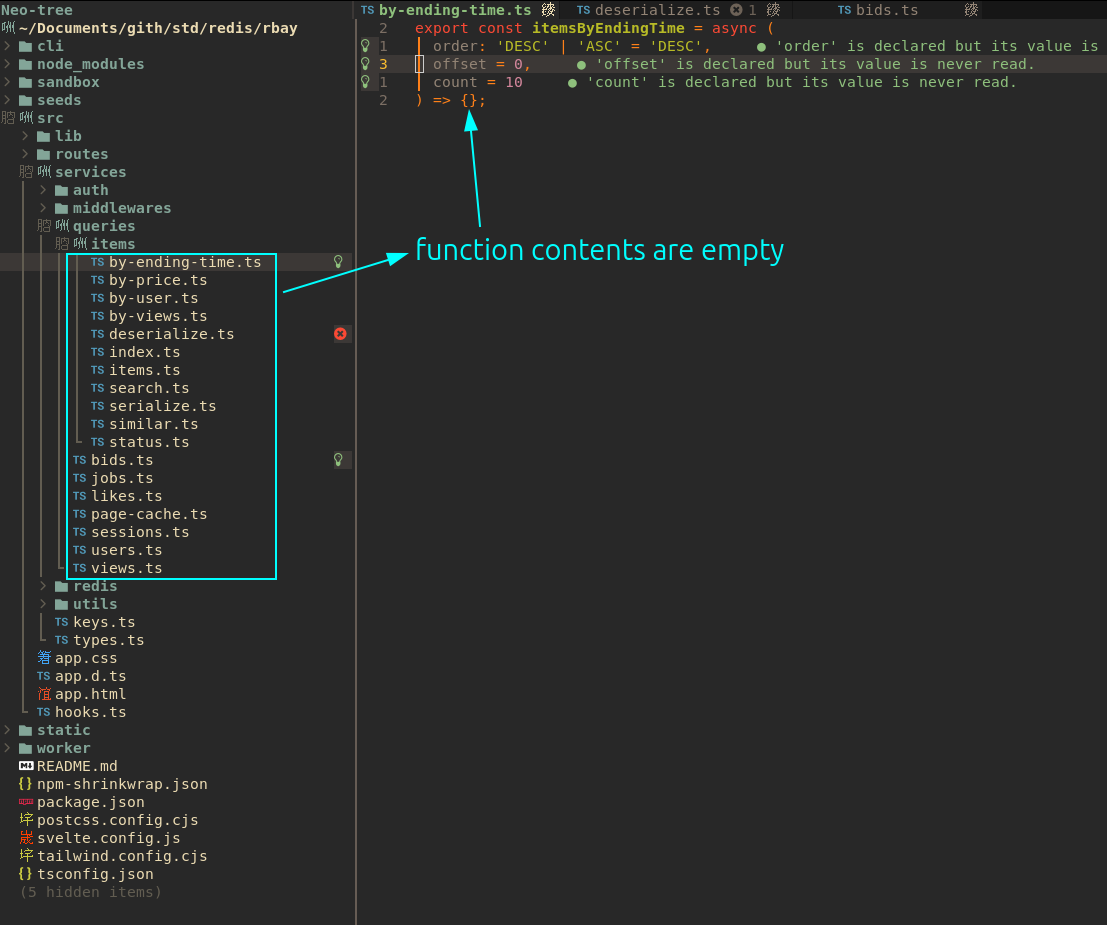 Neo-tree
~/Documents/gith/std/redis/rbay
cli
node_modules
sandbox
seeds
src
lib
routes
services
auth
middlewares
queries
items
TS by-ending-time.ts
TS by-price.ts
TS by-user.ts
TS by-views.ts
TS deserialize.ts
TS index.ts
TS items.ts
TS search.ts
TS serialize.ts
TS similar.ts
TS status.ts
TS bids.ts
TS jobs.ts
TS likes.ts
TS page-cache.ts
TS sessions.ts
TS users.ts
TS views.ts
redis
utils
TS keys.ts
TS types.ts
app.css
TS app.d.ts
app.html
TS hooks.ts
static
worker
README.md
{} npm-shrinkwrap.json
package.json
postcss.config.cjs
svelte.config.js
tailwind.config.cjs
{} tsconfig.json
(5 hidden items)
TS by-ending-time.ts TS deserialize.ts 1 TS bids.ts
2 export const itemsByEndingTime = async (
1 order: 'DESC' | 'ASC' = 'DESC', ● 'order' is declared but its value is
3 offset = 0, ● 'offset' is declared but its value is never read.
1 count = 10 ● 'count' is declared but its value is never read.
2 ) => {};
function contents are empty